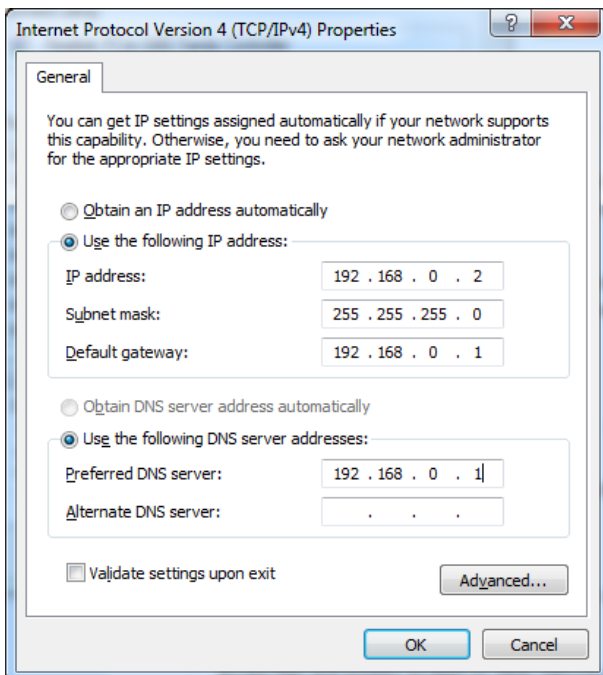 Internet Protocol Version 4 (TCP/IPv4) Properties
General
You can get IP settings assigned automatically if your network supports
this capability. Otherwise, you need to ask your network administrator
for the appropriate IP settings.
Obtain an IP address automatically
Use the following IP address:
IP address: 192 . 168 . 0 . 2
Subnet mask: 255 . 255 . 255 . 0
Default gateway: 192 . 168 . 0 . 1
Obtain DNS server address automatically
Use the following DNS server addresses:
Preferred DNS server: 192 . 168 . 0 . 1
Alternate DNS server: . . .
Validate settings upon exit
Advanced...
OK Cancel